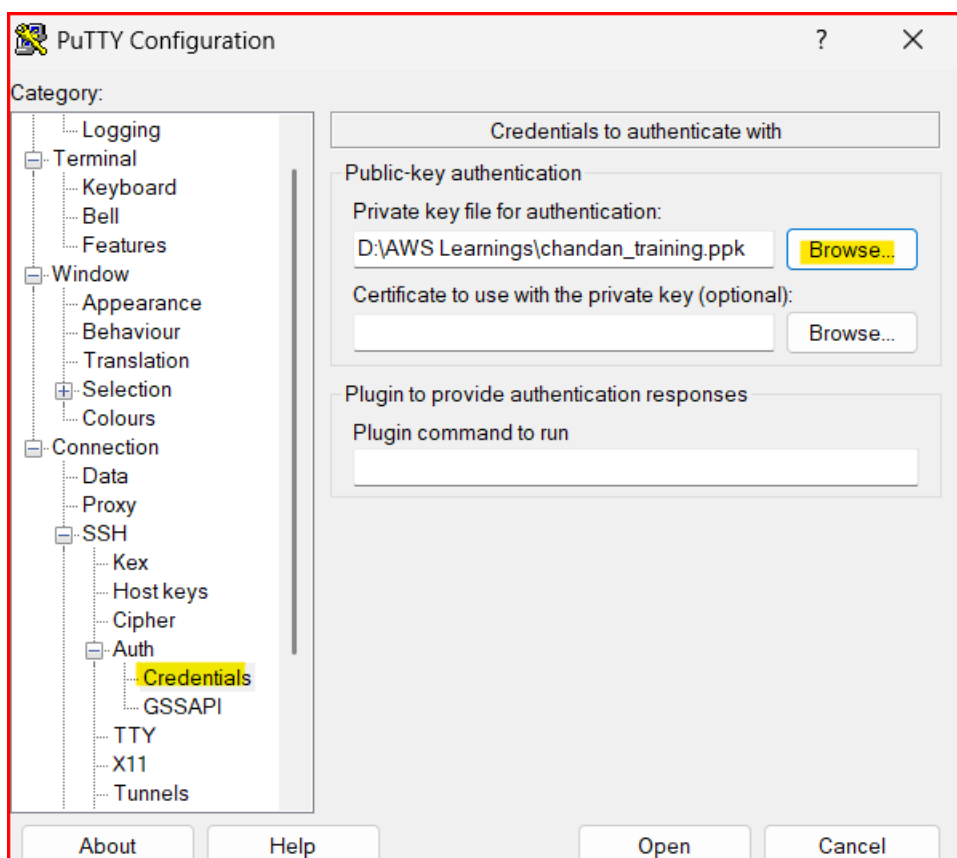 PuTTY Configuration
?
Category:
Logging
Terminal
Keyboard
Bell
Features
Window
Appearance
Behaviour
Translation
Selection
Colours
Connection
Data
Proxy
SSH
Kex
Host keys
Cipher
Auth
Credentials
GSSAPI
TTY
X11
Tunnels
Credentials to authenticate with
Public-key authentication
Private key file for authentication:
D:\AWS Learnings\chandan_training.ppk Browse...
Certificate to use with the private key (optional):
Browse...
Plugin to provide authentication responses
Plugin command to run
About Help Open Cancel